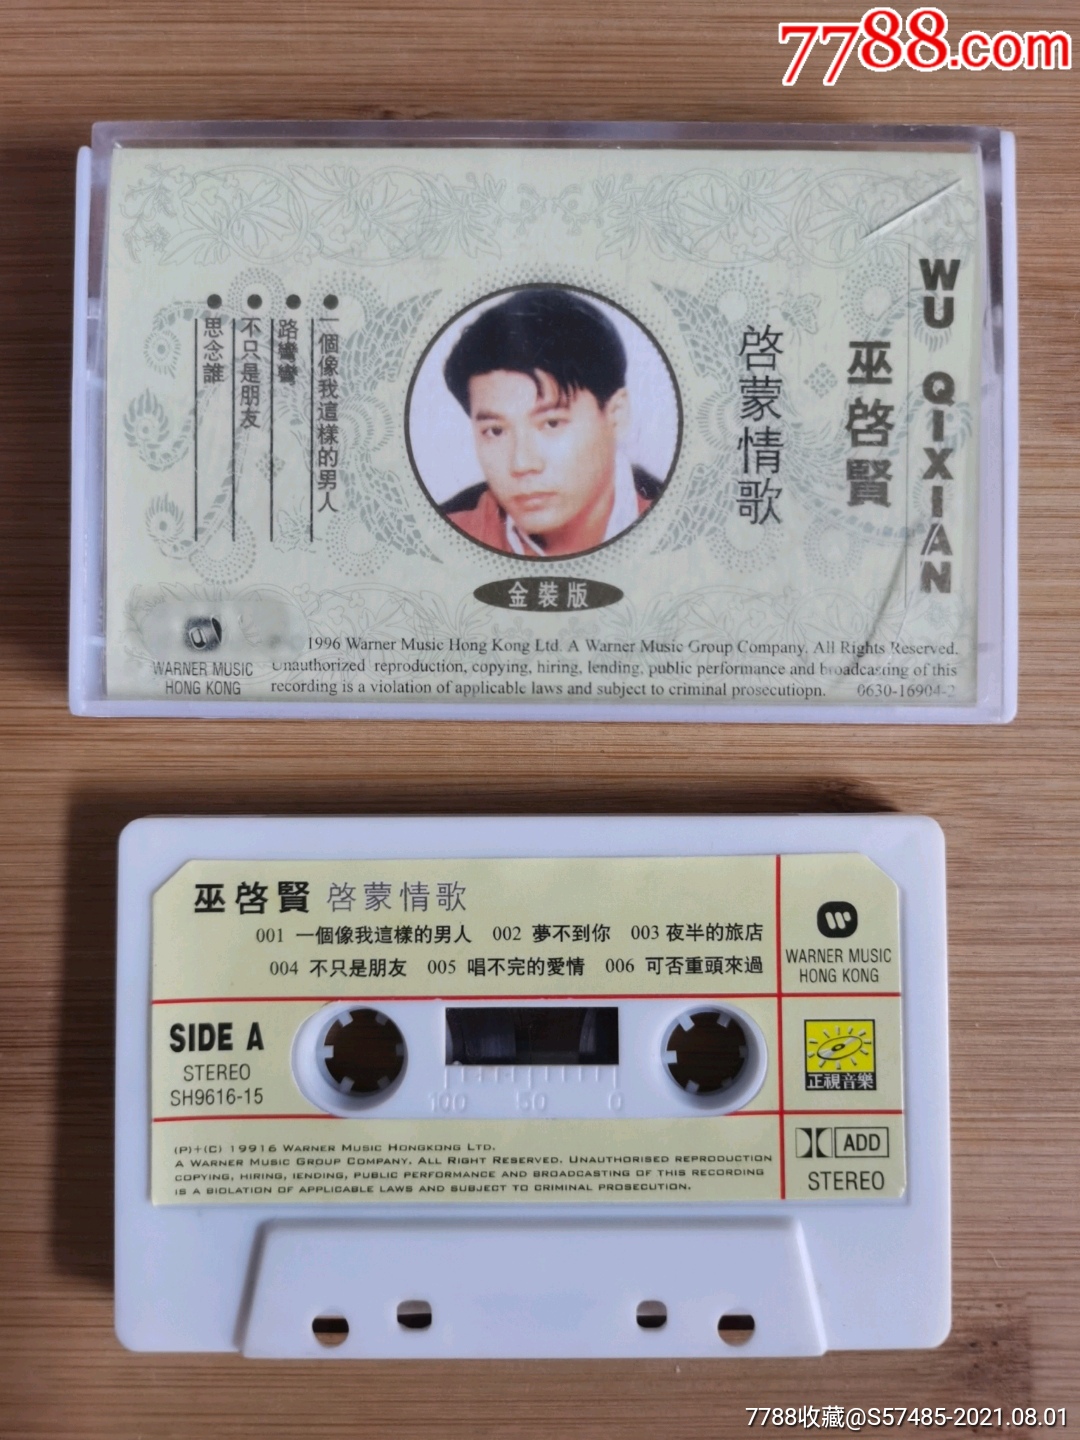 7788.com
WU QIXIAN
巫啓賢
啓蒙情歌
●一個像我這樣的男人
●路彎彎
●不只是朋友
●思念誰
金裝版
WARNER MUSIC
HONG KONG
1996 Warner Music Hong Kong Ltd. A Warner Music Group Company. All Rights Reserved.
Unauthorized reproduction, copying, hiring, lending, public performance and broadcasting of this
recording is a violation of applicable laws and subject to criminal prosecutiopn. 0630-16904-2
巫啓賢 啓蒙情歌
001 一個像我這樣的男人 002 夢不到你 003 夜半的旅店
004 不只是朋友 005 唱不完的愛情 006 可否重頭來過
WARNER MUSIC
HONG KONG
SIDE A
STEREO
SH9616-15
100 50 0
正視音樂
(P)+(C) 19916 WARNER MUSIC HONGKONG LTD.
A WARNER MUSIC GROUP COMPANY. ALL RIGHT RESERVED. UNAUTHORISED REPRODUCTION
COPYING, HIRING, IENDING, PUBLIC PERFORMANCE AND BROADCASTING OF THIS RECORDING
IS A BIOLATION OF APPLICABLE LAWS AND SUBJECT TO CRIMINAL PROSECUTION.
ADD
STEREO
7788收藏@S57485-2021.08.01